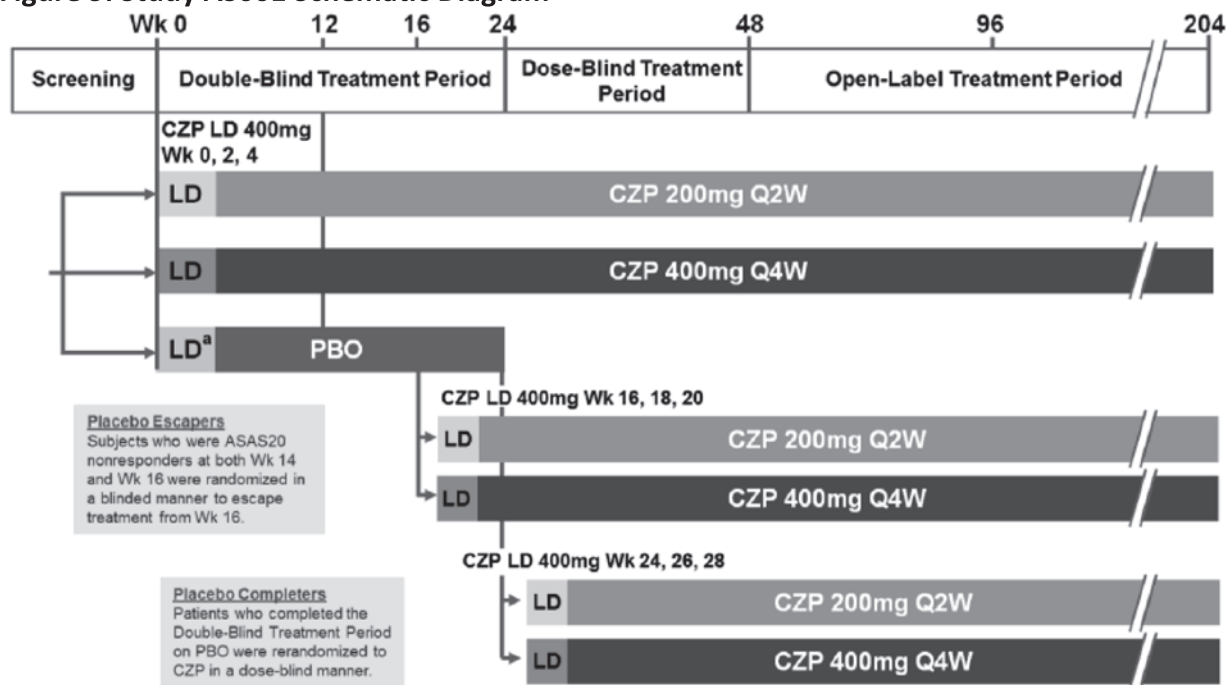 Wk 0 12 16 24 48 96 204
Screening
Double-Blind Treatment Period
Dose-Blind Treatment
Period
Open-Label Treatment Period
CZP LD 400mg
Wk 0, 2, 4
LD CZP 200mg Q2W
LD CZP 400mg Q4W
LDᵃ PBO
CZP LD 400mg Wk 16, 18, 20
LD CZP 200mg Q2W
LD CZP 400mg Q4W
Placebo Escapers
Subjects who were ASAS20
nonresponders at both Wk 14
and Wk 16 were randomized in
a blinded manner to escape
treatment from Wk 16.
CZP LD 400mg Wk 24, 26, 28
LD CZP 200mg Q2W
LD CZP 400mg Q4W
Placebo Completers
Patients who completed the
Double-Blind Treatment Period
on PBO were rerandomized to
CZP in a dose-blind manner.